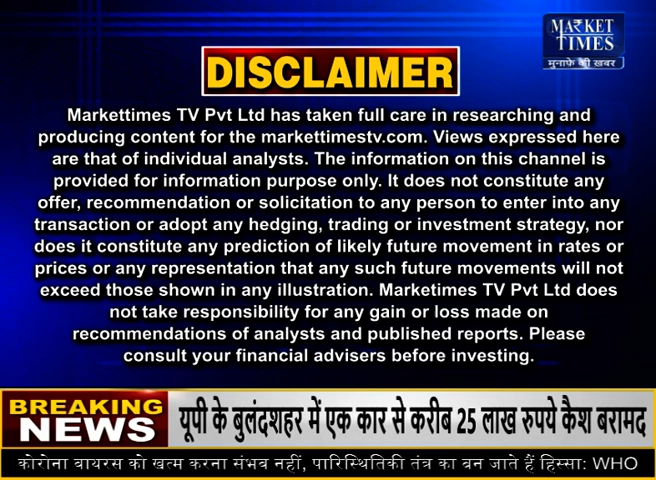 MARKET
TIMES
मुनाफे की ख़बर
DISCLAIMER
Markettimes TV Pvt Ltd has taken full care in researching and
producing content for the markettimestv.com. Views expressed here
are that of individual analysts. The information on this channel is
provided for information purpose only. It does not constitute any
offer, recommendation or solicitation to any person to enter into any
transaction or adopt any hedging, trading or investment strategy, nor
does it constitute any prediction of likely future movement in rates or
prices or any representation that any such future movements will not
exceed those shown in any illustration. Marketimes TV Pvt Ltd does
not take responsibility for any gain or loss made on
recommendations of analysts and published reports. Please
consult your financial advisers before investing.
BREAKING
NEWS
यूपी के बुलंदशहर में एक कार से करीब 25 लाख रुपये कैश बरामद
कोरोना वायरस को खत्म करना संभव नहीं, पारिस्थितिकी तंत्र का बन जाते हैं हिस्सा: WHO